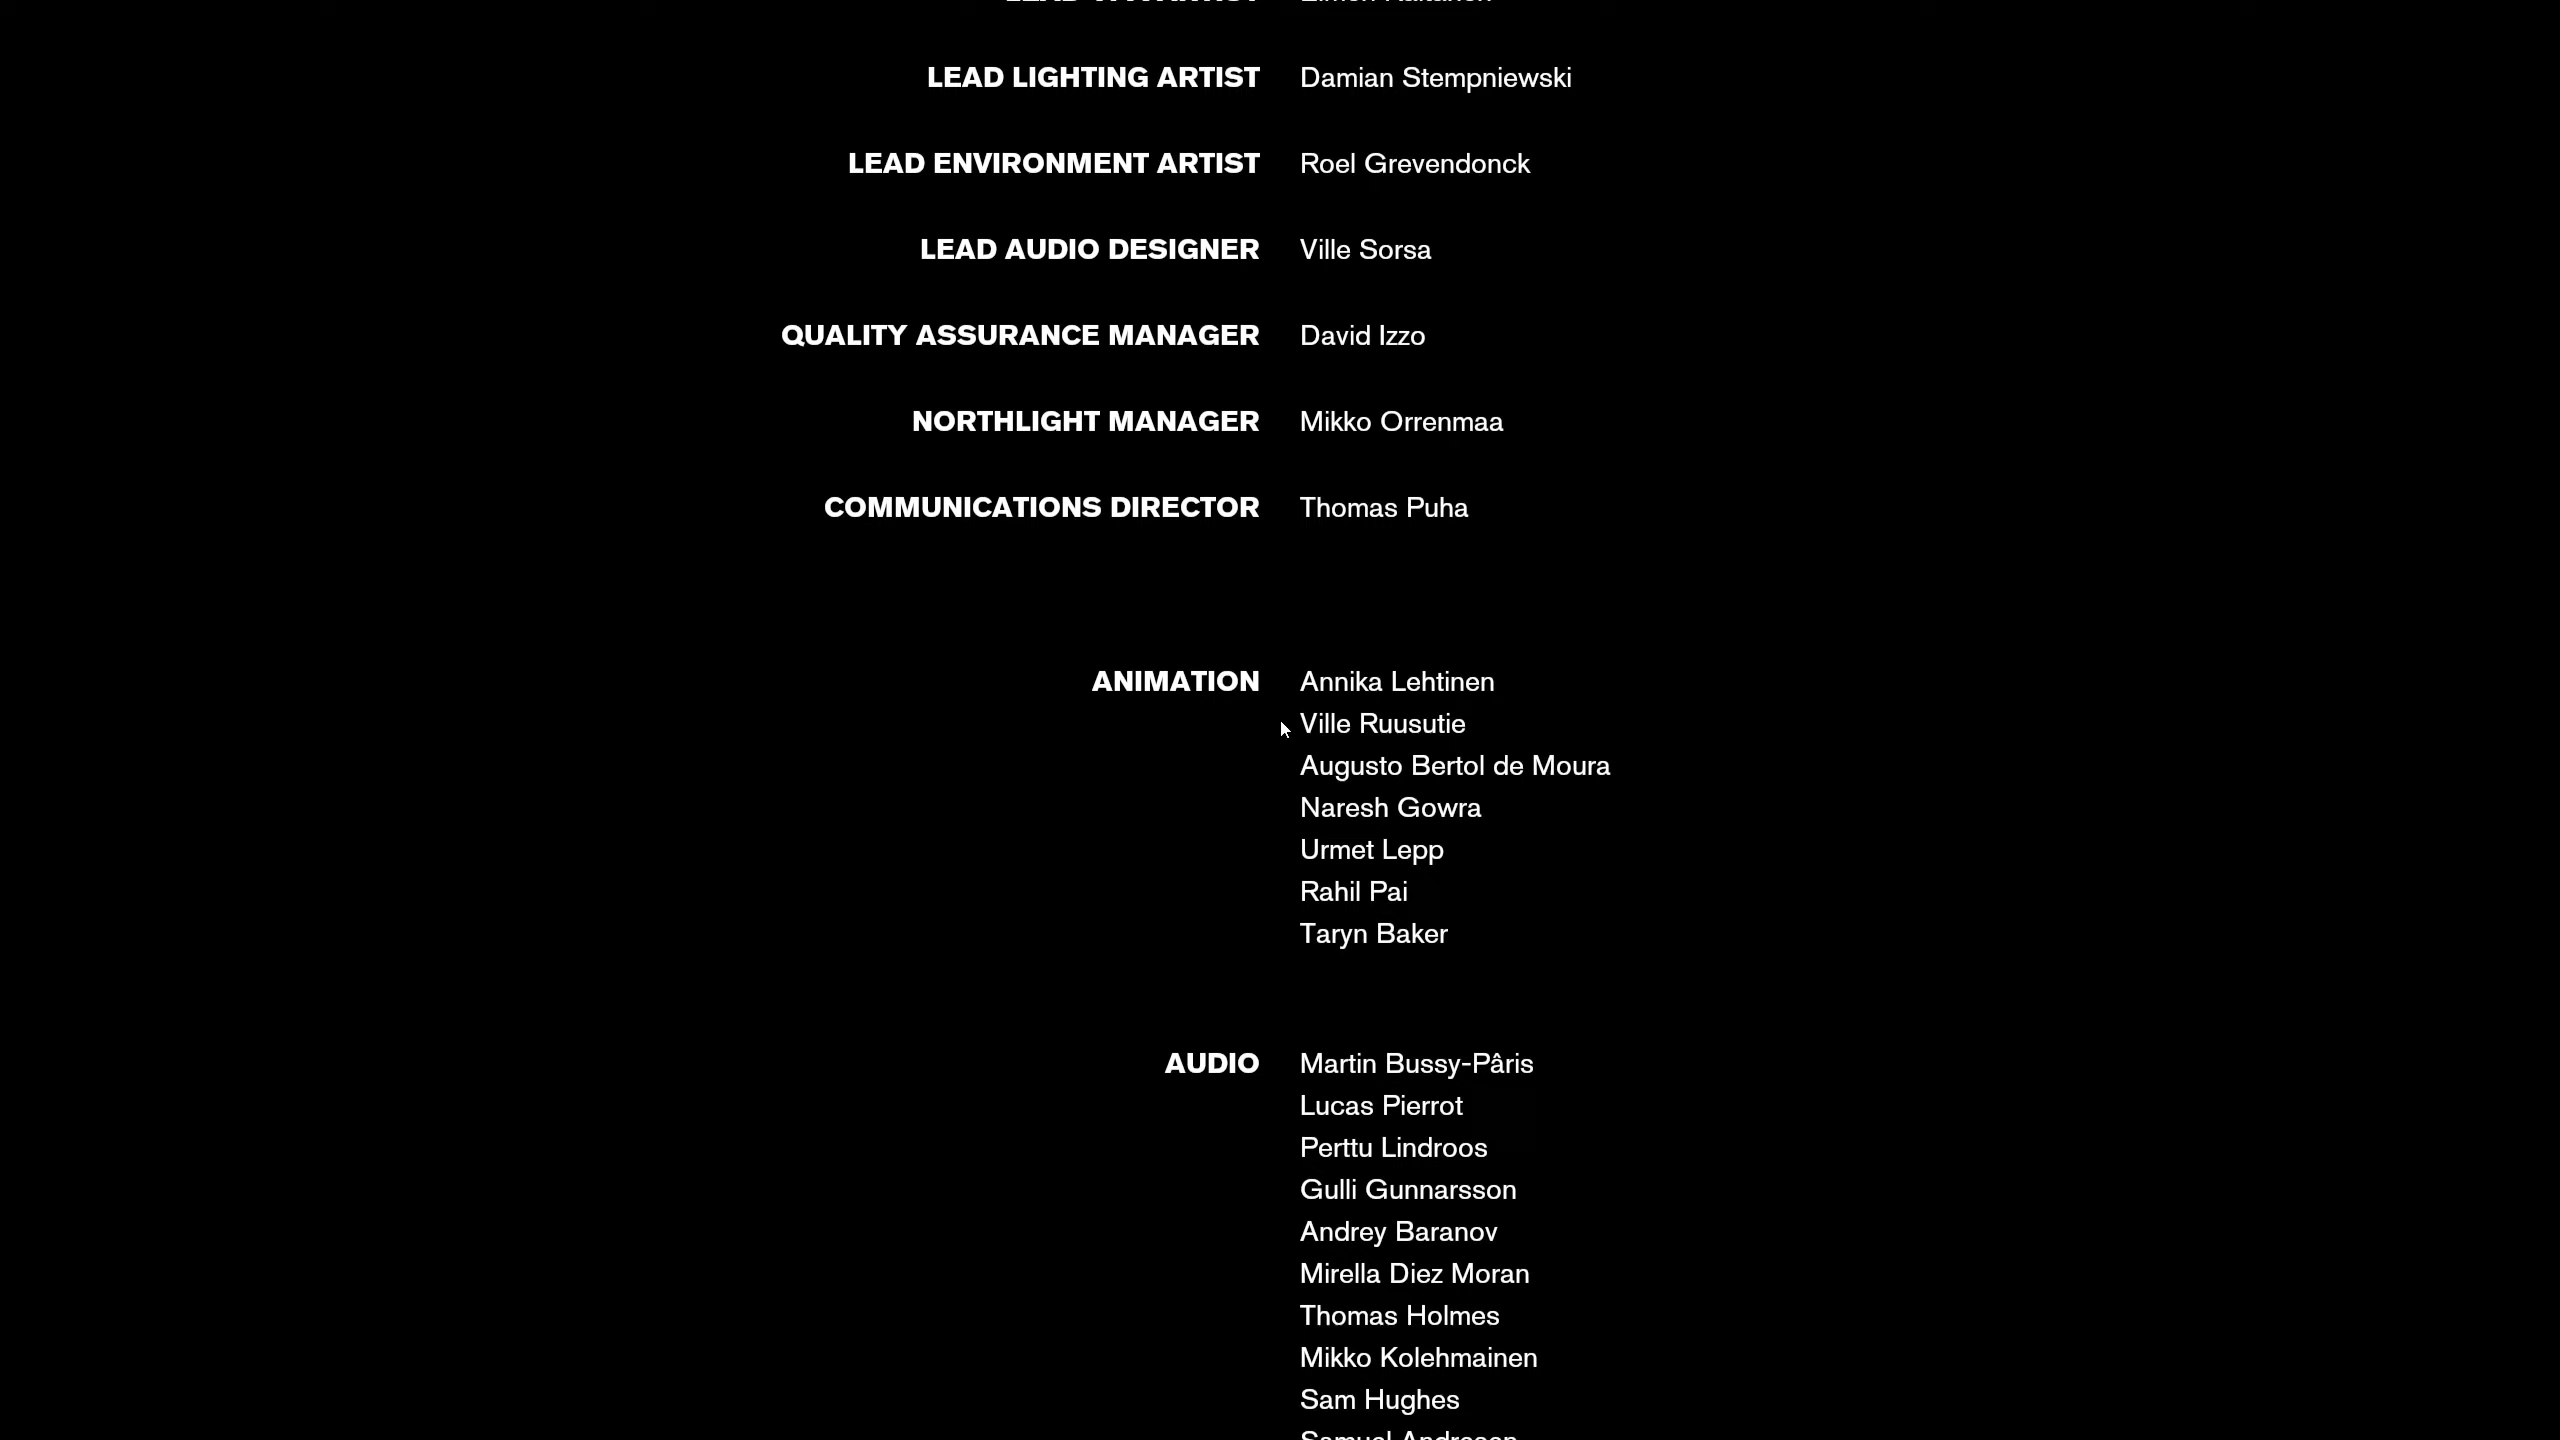 LEAD LIGHTING ARTIST Damian Stempniewski
LEAD ENVIRONMENT ARTIST Roel Grevendonck
LEAD AUDIO DESIGNER Ville Sorsa
QUALITY ASSURANCE MANAGER David Izzo
NORTHLIGHT MANAGER Mikko Orrenmaa
COMMUNICATIONS DIRECTOR Thomas Puha
ANIMATION Annika Lehtinen
Ville Ruusutie
Augusto Bertol de Moura
Naresh Gowra
Urmet Lepp
Rahil Pai
Taryn Baker
AUDIO Martin Bussy-Pâris
Lucas Pierrot
Perttu Lindroos
Gulli Gunnarsson
Andrey Baranov
Mirella Diez Moran
Thomas Holmes
Mikko Kolehmainen
Sam Hughes